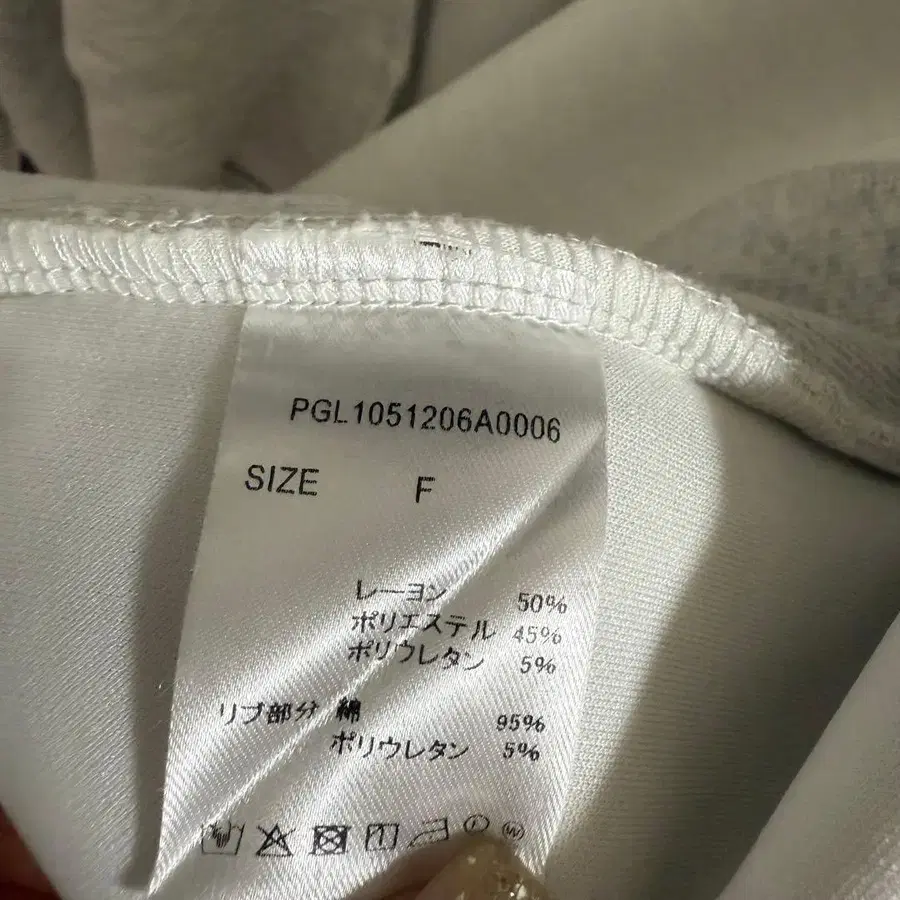 PGL1051206A0006
SIZE F
レーヨン 50%
ポリエステル 45%
ポリウレタン 5%
リブ部分 綿 95%
ポリウレタン 5%